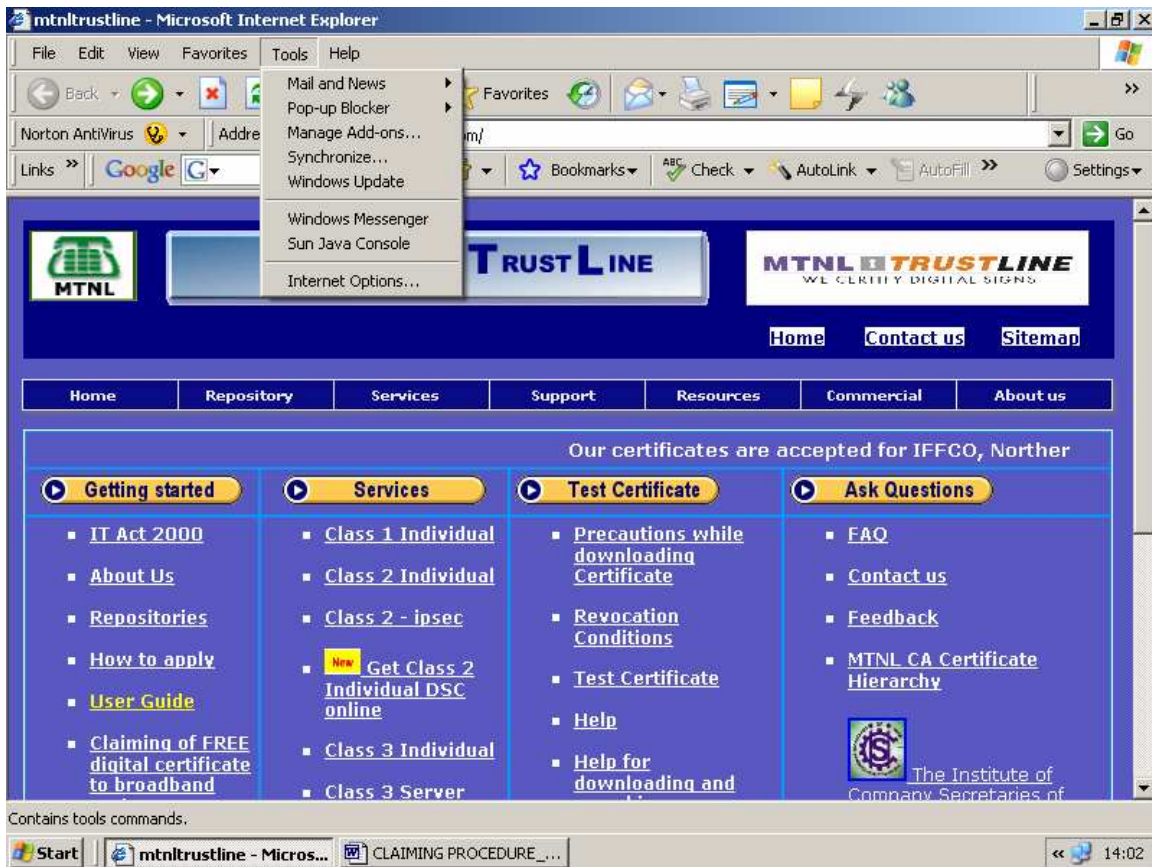 mtnltrustline - Microsoft Internet Explorer
File Edit View Favorites Tools Help
Back Favorites
Mail and News
Pop-up Blocker
Manage Add-ons...
Synchronize...
Windows Update
Windows Messenger
Sun Java Console
Internet Options...
Norton AntiVirus Addre m/ Go
Links Google G Bookmarks ABC Check AutoLink AutoFill Settings
MTNL
TRUST LINE
MTNL TRUSTLINE
WE CERTIFY DIGITAL SIGNS
Home Contact us Sitemap
Home Repository Services Support Resources Commercial About us
Our certificates are accepted for IFFCO, Norther
Getting started
IT Act 2000
About Us
Repositories
How to apply
User Guide
Claiming of FREE
digital certificate
to broadband
Services
Class 1 Individual
Class 2 Individual
Class 2 - ipsec
New Get Class 2
Individual DSC
online
Class 3 Individual
Class 3 Server
Test Certificate
Precautions while
downloading
Certificate
Revocation
Conditions
Test Certificate
Help
Help for
downloading and
Ask Questions
FAQ
Contact us
Feedback
MTNL CA Certificate
Hierarchy
The Institute of
Company Secretaries of
Contains tools commands.
Start mtnltrustline - Micros... CLAIMING PROCEDURE_... 14:02